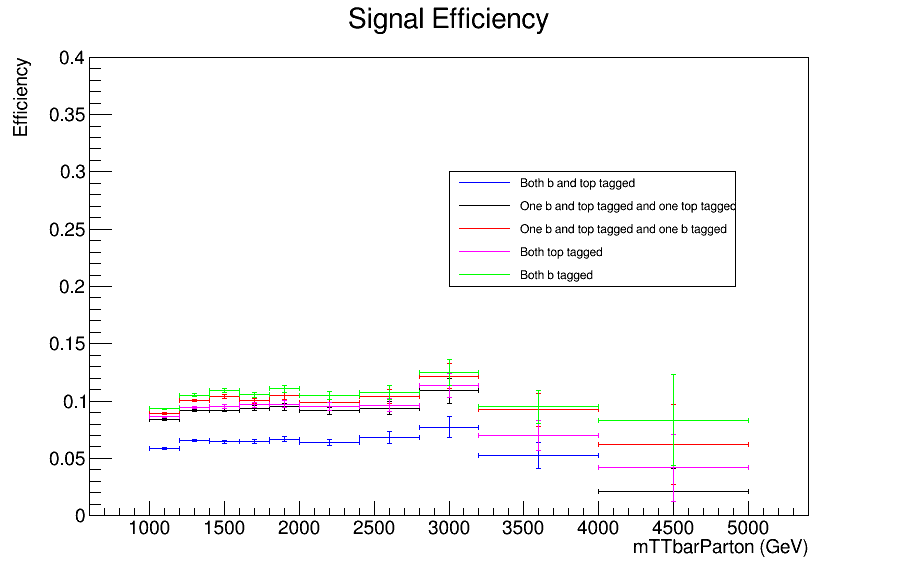 Signal Efficiency
Efficiency
0.4
0.35
0.3
0.25
0.2
0.15
0.1
0.05
0
Both b and top tagged
One b and top tagged and one top tagged
One b and top tagged and one b tagged
Both top tagged
Both b tagged
1000 1500 2000 2500 3000 3500 4000 4500 5000
mTTbarParton (GeV)